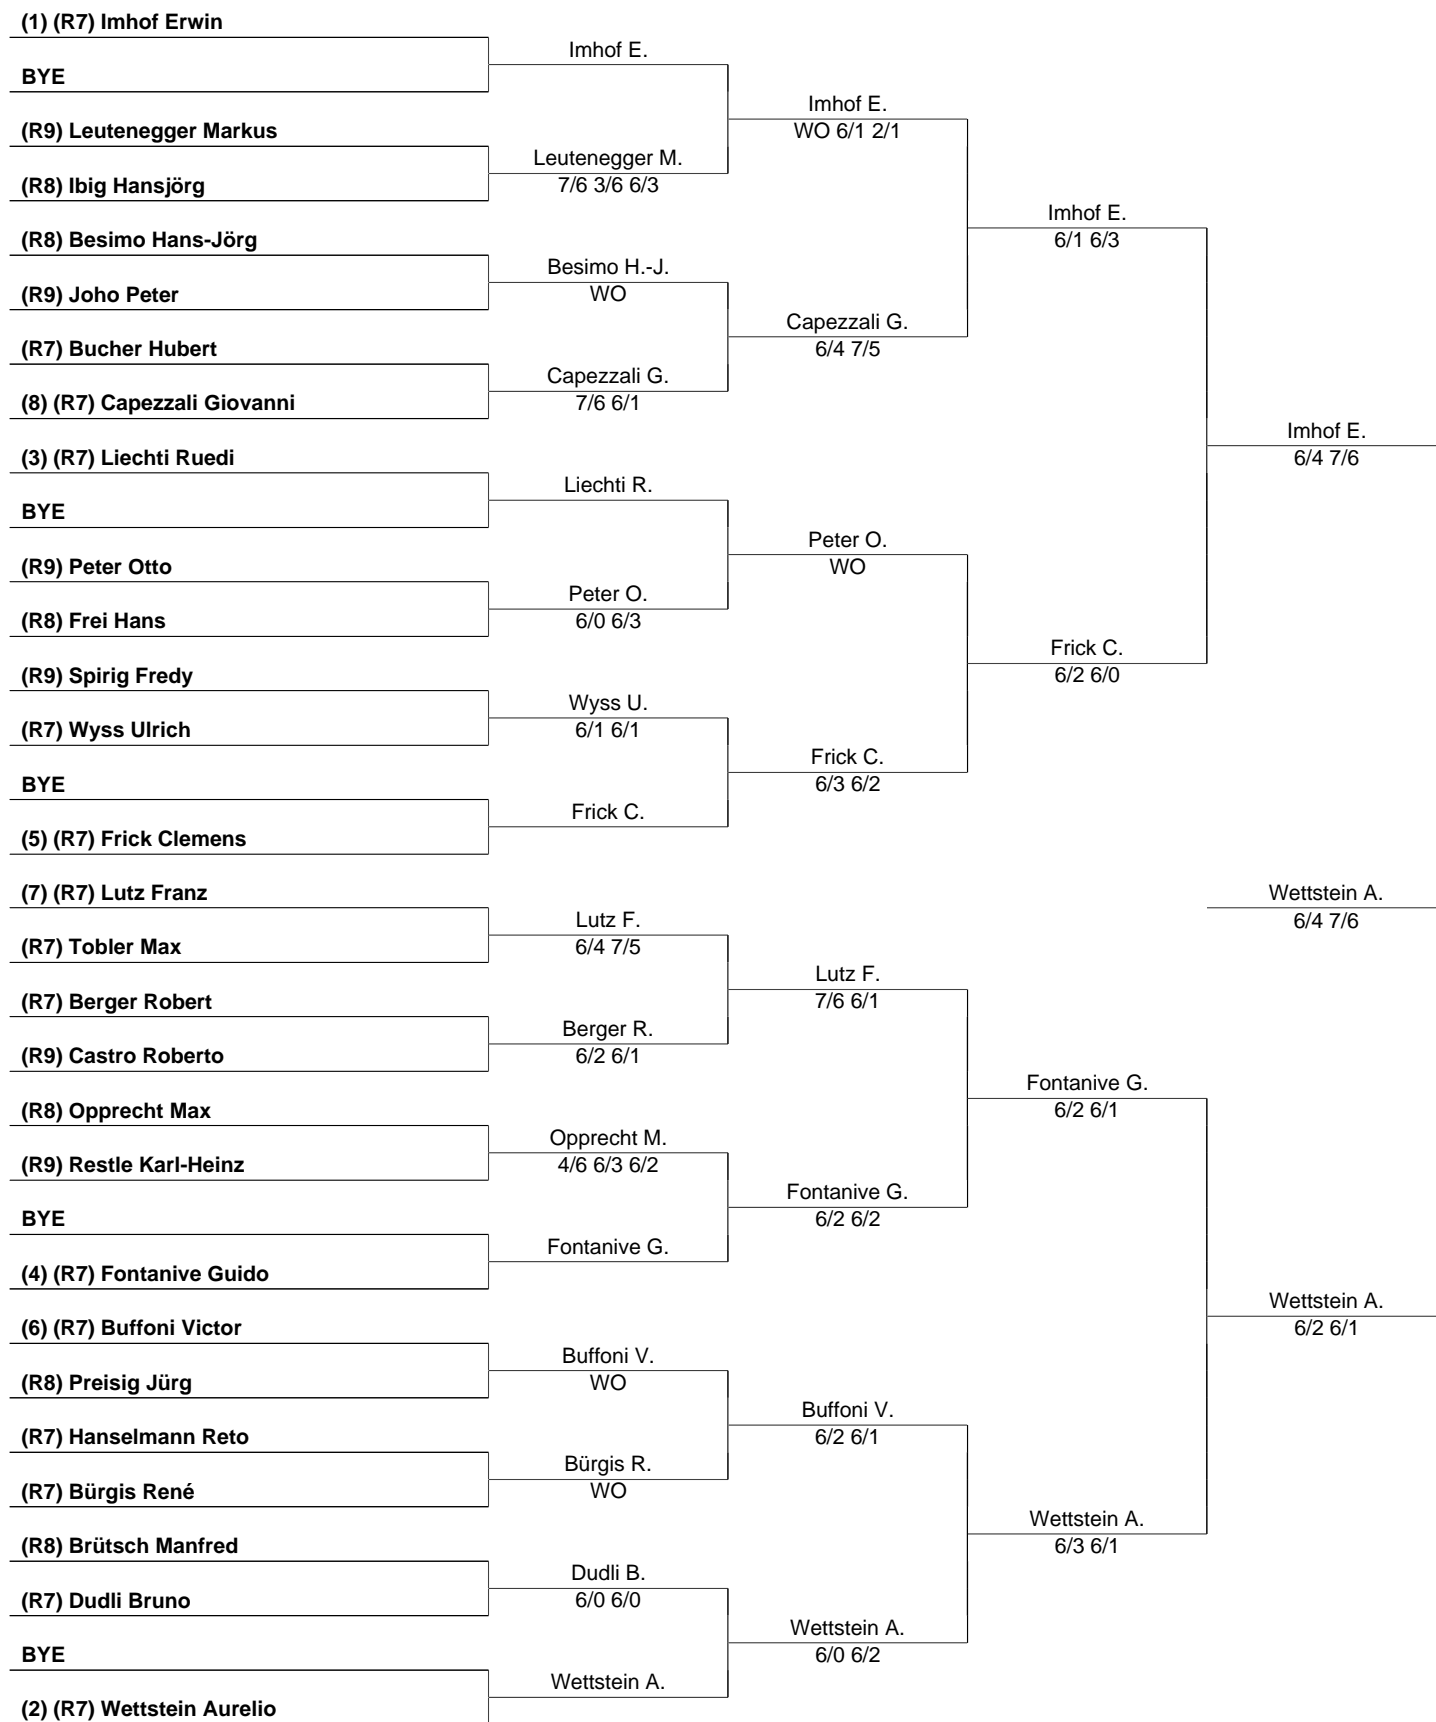 (1) (R7) Imhof Erwin
BYE
(R9) Leutenegger Markus
(R8) Ibig Hansjörg
(R8) Besimo Hans-Jörg
(R9) Joho Peter
(R7) Bucher Hubert
(8) (R7) Capezzali Giovanni
(3) (R7) Liechti Ruedi
BYE
(R9) Peter Otto
(R8) Frei Hans
(R9) Spirig Fredy
(R7) Wyss Ulrich
BYE
(5) (R7) Frick Clemens
(7) (R7) Lutz Franz
(R7) Tobler Max
(R7) Berger Robert
(R9) Castro Roberto
(R8) Opprecht Max
(R9) Restle Karl-Heinz
BYE
(4) (R7) Fontanive Guido
(6) (R7) Buffoni Victor
(R8) Preisig Jürg
(R7) Hanselmann Reto
(R7) Bürgis René
(R8) Brütsch Manfred
(R7) Dudli Bruno
BYE
(2) (R7) Wettstein Aurelio
Imhof E.
Leutenegger M.
7/6 3/6 6/3
Besimo H.-J.
WO
Capezzali G.
7/6 6/1
Liechti R.
Peter O.
6/0 6/3
Wyss U.
6/1 6/1
Frick C.
Lutz F.
6/4 7/5
Berger R.
6/2 6/1
Opprecht M.
4/6 6/3 6/2
Fontanive G.
Buffoni V.
WO
Bürgis R.
WO
Dudli B.
6/0 6/0
Wettstein A.
Imhof E.
WO 6/1 2/1
Capezzali G.
6/4 7/5
Peter O.
WO
Frick C.
6/3 6/2
Lutz F.
7/6 6/1
Fontanive G.
6/2 6/2
Buffoni V.
6/2 6/1
Wettstein A.
6/0 6/2
Imhof E.
6/1 6/3
Frick C.
6/2 6/0
Fontanive G.
6/2 6/1
Wettstein A.
6/3 6/1
Imhof E.
6/4 7/6
Wettstein A.
6/4 7/6
Wettstein A.
6/2 6/1